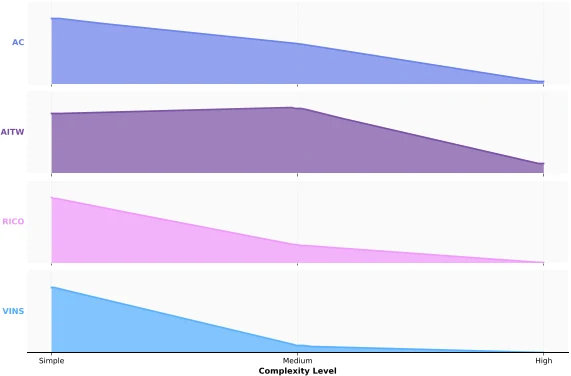 AC
AITW
RICO
VINS
Simple Medium High
Complexity Level